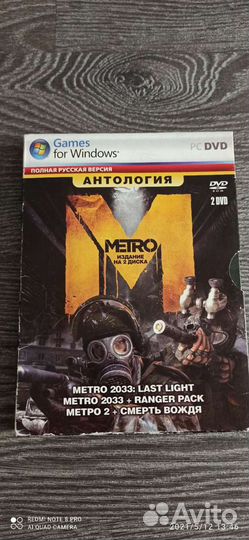 Games
for Windows
PC DVD
ПОЛНАЯ РУССКАЯ ВЕРСИЯ
АНТОЛОГИЯ
DVD
2 DVD
METRO
ИЗДАНИЕ
НА 2 ДИСКА
METRO 2033: LAST LIGHT
METRO 2033 + RANGER PACK
МЕТРО 2 + СМЕРТЬ ВОЖДЯ
REDMI NOTE 8 PRO
AI QUAD CAMERA
Avito
2021/5/12 13:46